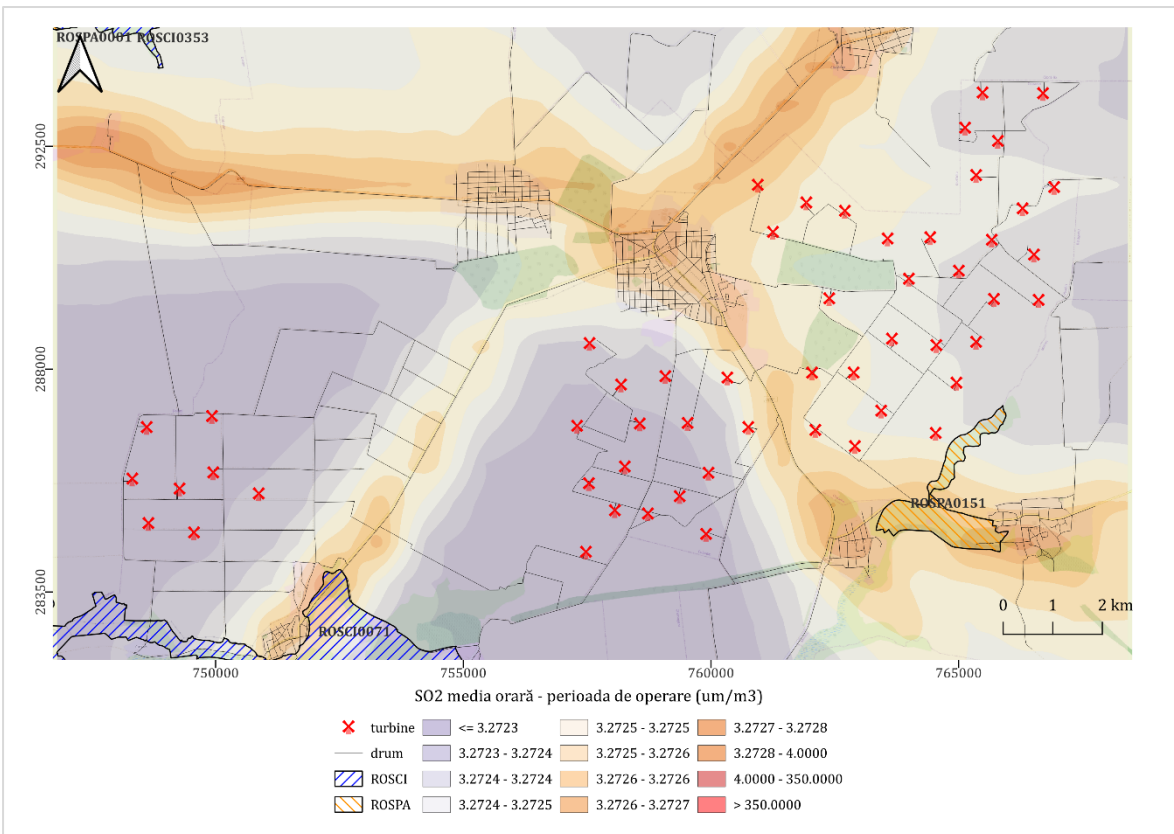 ROSPA0001 ROSCI0353
292500
288000
ROSPA0151
283500
ROSCI0071
0 1 2 km
750000 755000 760000 765000
SO2 media orară - perioada de operare (um/m3)
turbine <= 3.2723 3.2725 - 3.2725 3.2727 - 3.2728
drum 3.2723 - 3.2724 3.2725 - 3.2726 3.2728 - 4.0000
ROSCI 3.2724 - 3.2724 3.2726 - 3.2726 4.0000 - 350.0000
ROSPA 3.2724 - 3.2725 3.2726 - 3.2727 > 350.0000